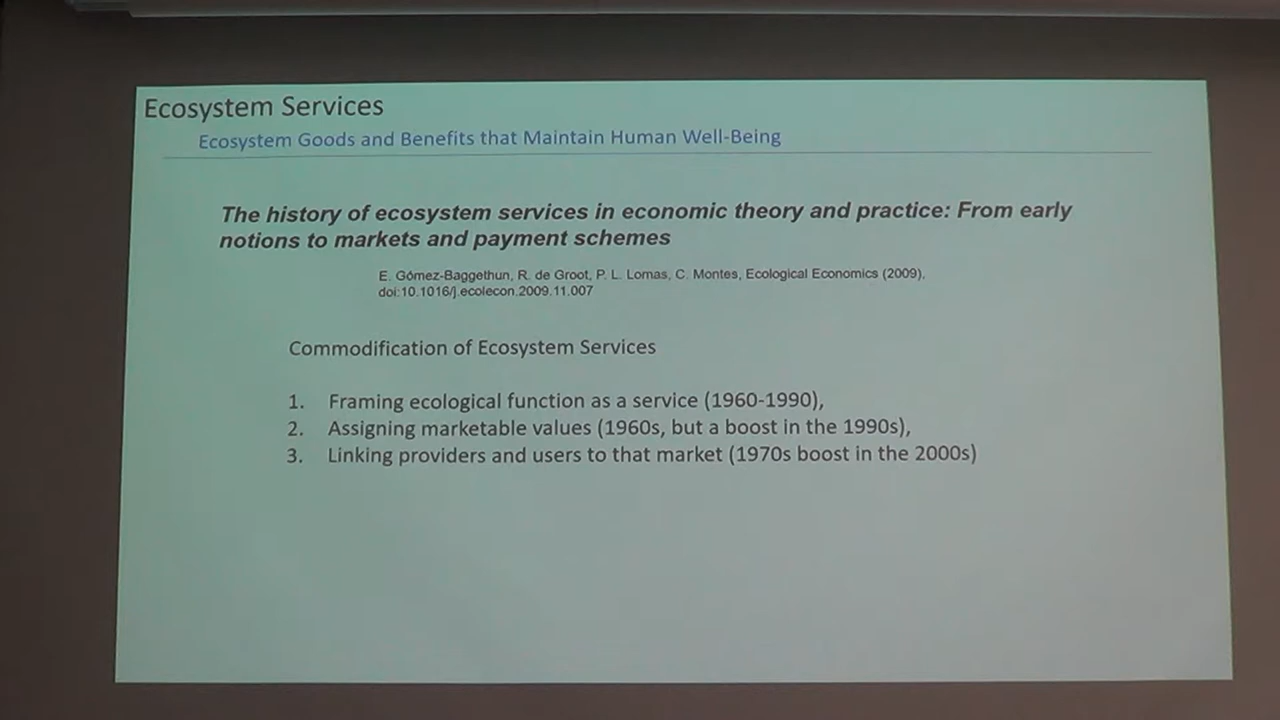 Ecosystem Services
Ecosystem Goods and Benefits that Maintain Human Well-Being
The history of ecosystem services in economic theory and practice: From early
notions to markets and payment schemes
E. Gómez-Baggethun, R. de Groot, P. L. Lomas, C. Montes, Ecological Economics (2009),
doi:10.1016/j.ecolecon.2009.11.007
Commodification of Ecosystem Services
1. Framing ecological function as a service (1960-1990),
2. Assigning marketable values (1960s, but a boost in the 1990s),
3. Linking providers and users to that market (1970s boost in the 2000s)